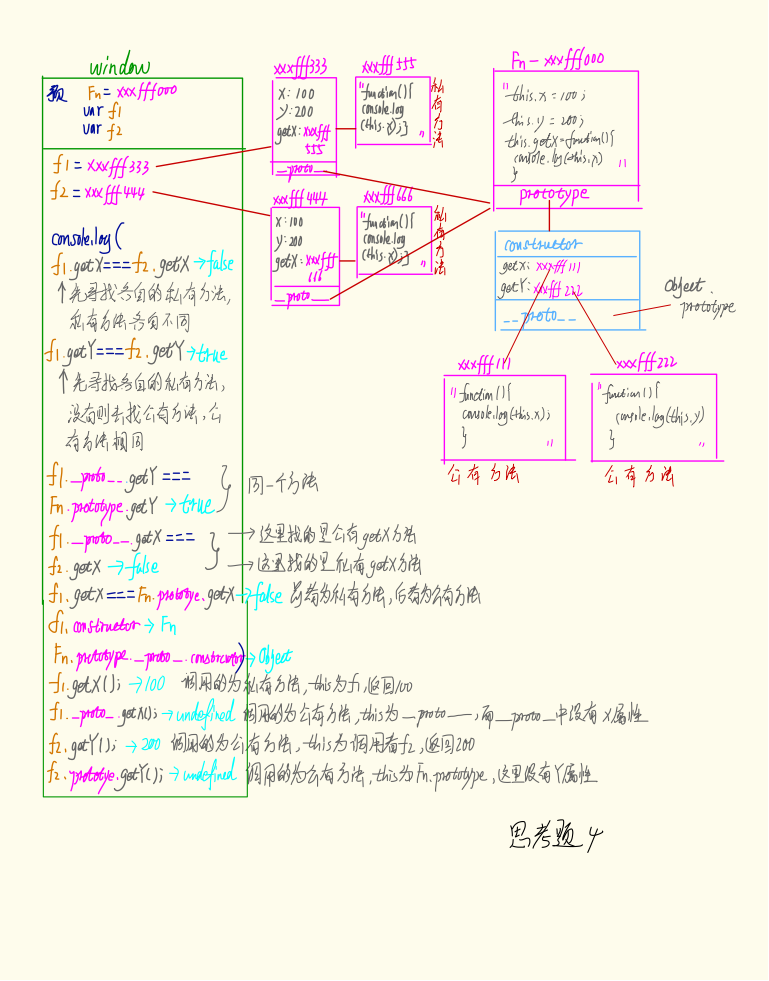 window
预
Fn = xxxfff000
var f1
var f2
f1 = xxxfff333
f2 = xxxfff444
console.log(
f1.getX===f2.getX → false
↑先寻找各自的私有方法,
私有方法各自不同
f1.getY===f2.getY → true
↑先寻找各自的私有方法,
没有则去找公有方法,公
有方法相同
f1.__proto__.getY ===
Fn.prototype.getY → true
同一个方法
f1.__proto__.getX === →这里找的是公有getX方法
f2.getX → false →这里找的是私有getX方法
f1.getX===Fn.prototye.getX → false 前者为私有方法,后者为公有方法
f1.constructor → Fn
Fn.prototype.__proto__.constructor) → Object
f1.getX(); → 100 调用的为私有方法,this为f1,返回100
f1.__proto__.getX(); → undefined 调用的为公有方法,this为__proto__,而__proto__中没有X属性
f2.getY(); → 200 调用的为公有方法,this为调用者f2,返回200
f2.prototye.getY(); → undefined 调用的为公有方法,this为Fn.prototype,这里没有Y属性
xxxfff333
x: 100
y: 200
getX: xxxfff
555
__proto__
xxxfff555
"function(){
console.log
(this.x);} "
私有方法
xxxfff444
x: 100
y: 200
getX: xxxfff
666
__proto__
xxxfff666
"function(){
console.log
(this.x);} "
私有方法
Fn - xxxfff000
"
this.x = 100;
this.y = 200;
this.getX=function(){
console.log(this.x)
} "
prototype
constructor
getX: xxxfff111
getY: xxxfff222
__proto__
Object.
prototype
xxxfff111
"function(){
console.log(this.x);
} "
公有方法
xxxfff222
"function(){
console.log(this.y)
} "
公有方法
思考题4